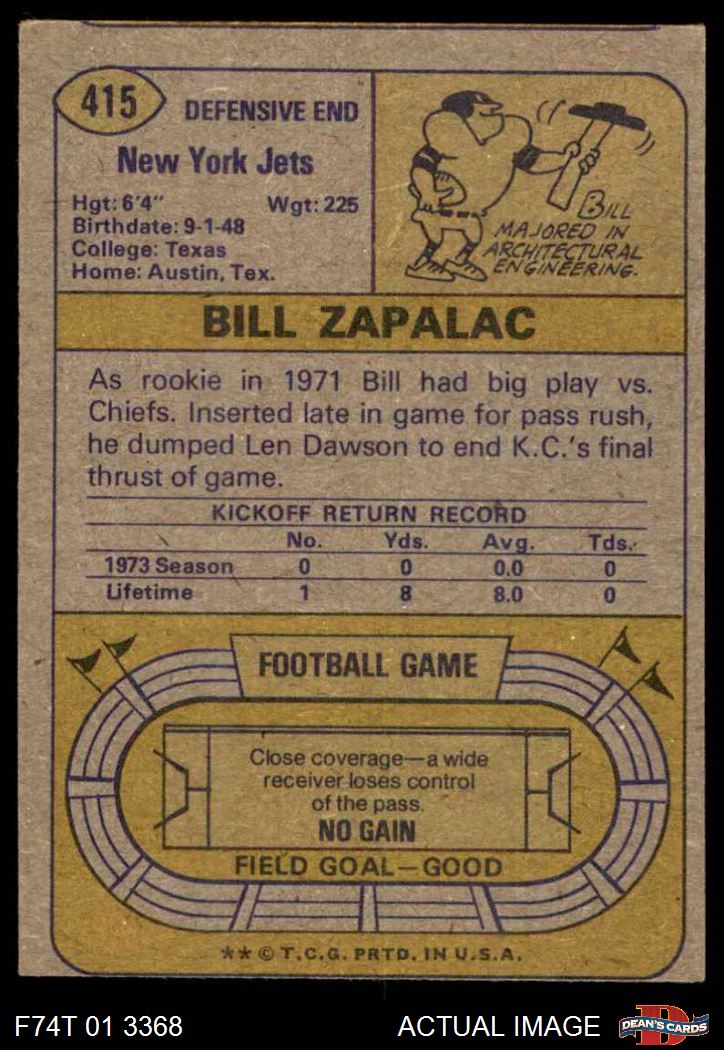 415
DEFENSIVE END
New York Jets
Hgt: 6'4" Wgt: 225
Birthdate: 9-1-48
College: Texas
Home: Austin, Tex.
BILL
MAJORED IN
ARCHITECTURAL
ENGINEERING.
BILL ZAPALAC
As rookie in 1971 Bill had big play vs.
Chiefs. Inserted late in game for pass rush,
he dumped Len Dawson to end K.C.'s final
thrust of game.
KICKOFF RETURN RECORD
No. Yds. Avg. Tds.
1973 Season 0 0 0.0 0
Lifetime 1 8 8.0 0
FOOTBALL GAME
Close coverage—a wide
receiver loses control
of the pass.
NO GAIN
FIELD GOAL—GOOD
** © T.C.G. PRTD. IN U.S.A.
F74T 01 3368 ACTUAL IMAGE
D
DEAN'S CARDS